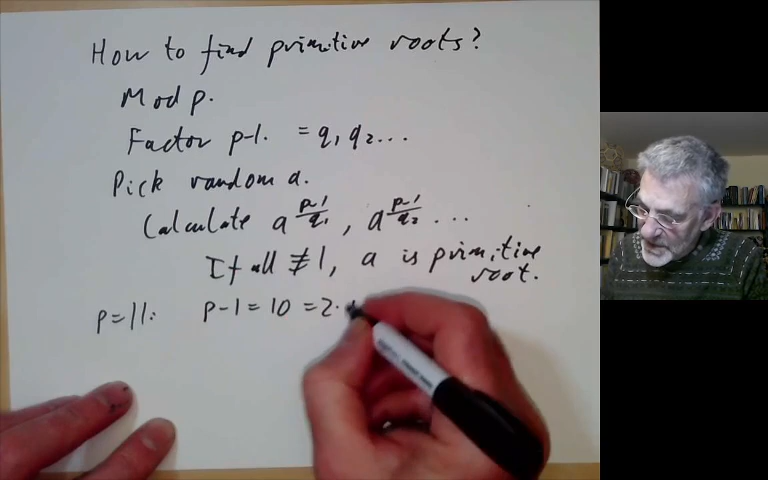 How to find primitive roots?
Mod p.
Factor p-1. = q₁ q₂...
Pick random a.
Calculate a^((p-1)/q₁), a^((p-1)/q₂) ...
If all ≢ 1, a is primitive root.
p=11: p-1 = 10 = 2·